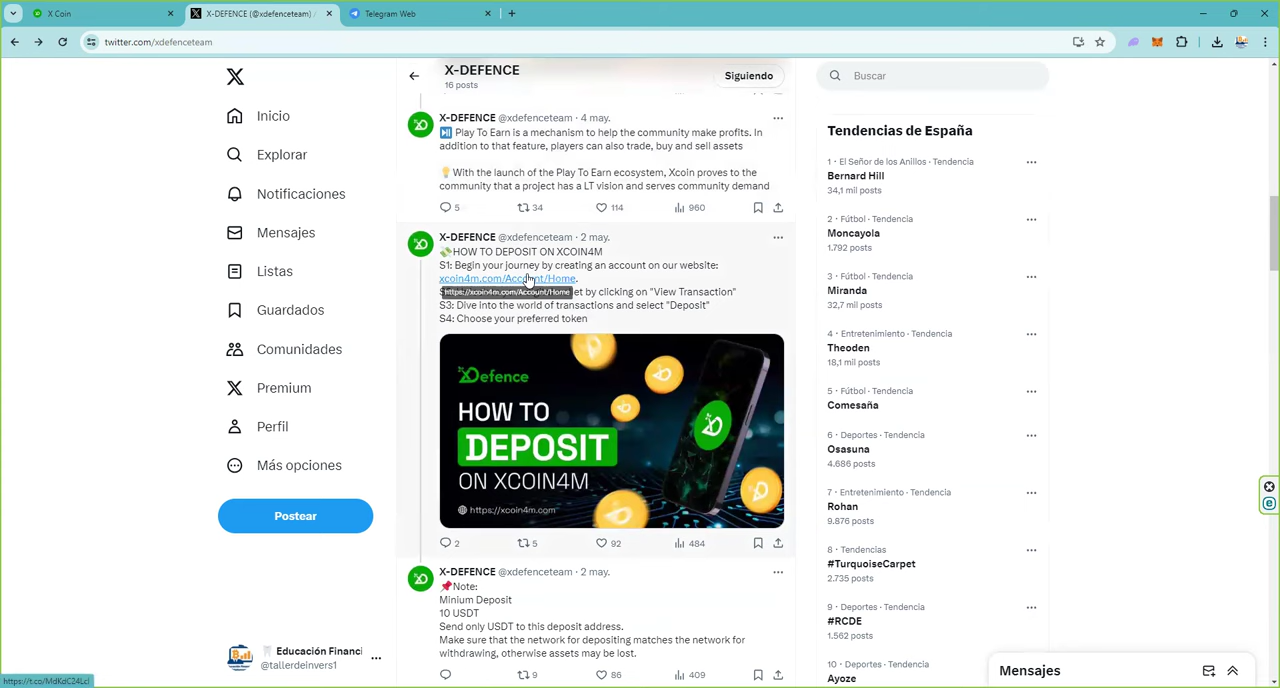 X Coin
X-DEFENCE (@xdefenceteam) /
Telegram Web
twitter.com/xdefenceteam
X-DEFENCE
16 posts
Siguiendo
Buscar
Inicio
Explorar
Notificaciones
Mensajes
Listas
Guardados
Comunidades
Premium
Perfil
Más opciones
Postear
Educación Financi
@tallerdeinvers1
X-DEFENCE @xdefenceteam · 4 may.
Play To Earn is a mechanism to help the community make profits. In
addition to that feature, players can also trade, buy and sell assets
With the launch of the Play To Earn ecosystem, Xcoin proves to the
community that a project has a LT vision and serves community demand
5 34 114 960
X-DEFENCE @xdefenceteam · 2 may.
HOW TO DEPOSIT ON XCOIN4M
S1: Begin your journey by creating an account on our website:
xcoin4m.com/Account/Home.
https://xcoin4m.com/Account/Home
et by clicking on "View Transaction"
S3: Dive into the world of transactions and select "Deposit"
S4: Choose your preferred token
Defence
HOW TO
DEPOSIT
ON XCOIN4M
https://xcoin4m.com
2 5 92 484
X-DEFENCE @xdefenceteam · 2 may.
Note:
Minium Deposit
10 USDT
Send only USDT to this deposit address.
Make sure that the network for depositing matches the network for
withdrawing, otherwise assets may be lost.
9 86 409
Tendencias de España
1 · El Señor de los Anillos · Tendencia
Bernard Hill
34,1 mil posts
2 · Fútbol · Tendencia
Moncayola
1.792 posts
3 · Fútbol · Tendencia
Miranda
32,7 mil posts
4 · Entretenimiento · Tendencia
Theoden
18,1 mil posts
5 · Fútbol · Tendencia
Comesaña
6 · Deportes · Tendencia
Osasuna
4.686 posts
7 · Entretenimiento · Tendencia
Rohan
9.876 posts
8 · Tendencias
#TurquoiseCarpet
2.735 posts
9 · Deportes · Tendencia
#RCDE
1.562 posts
10 · Deportes · Tendencia
Ayoze
Mensajes